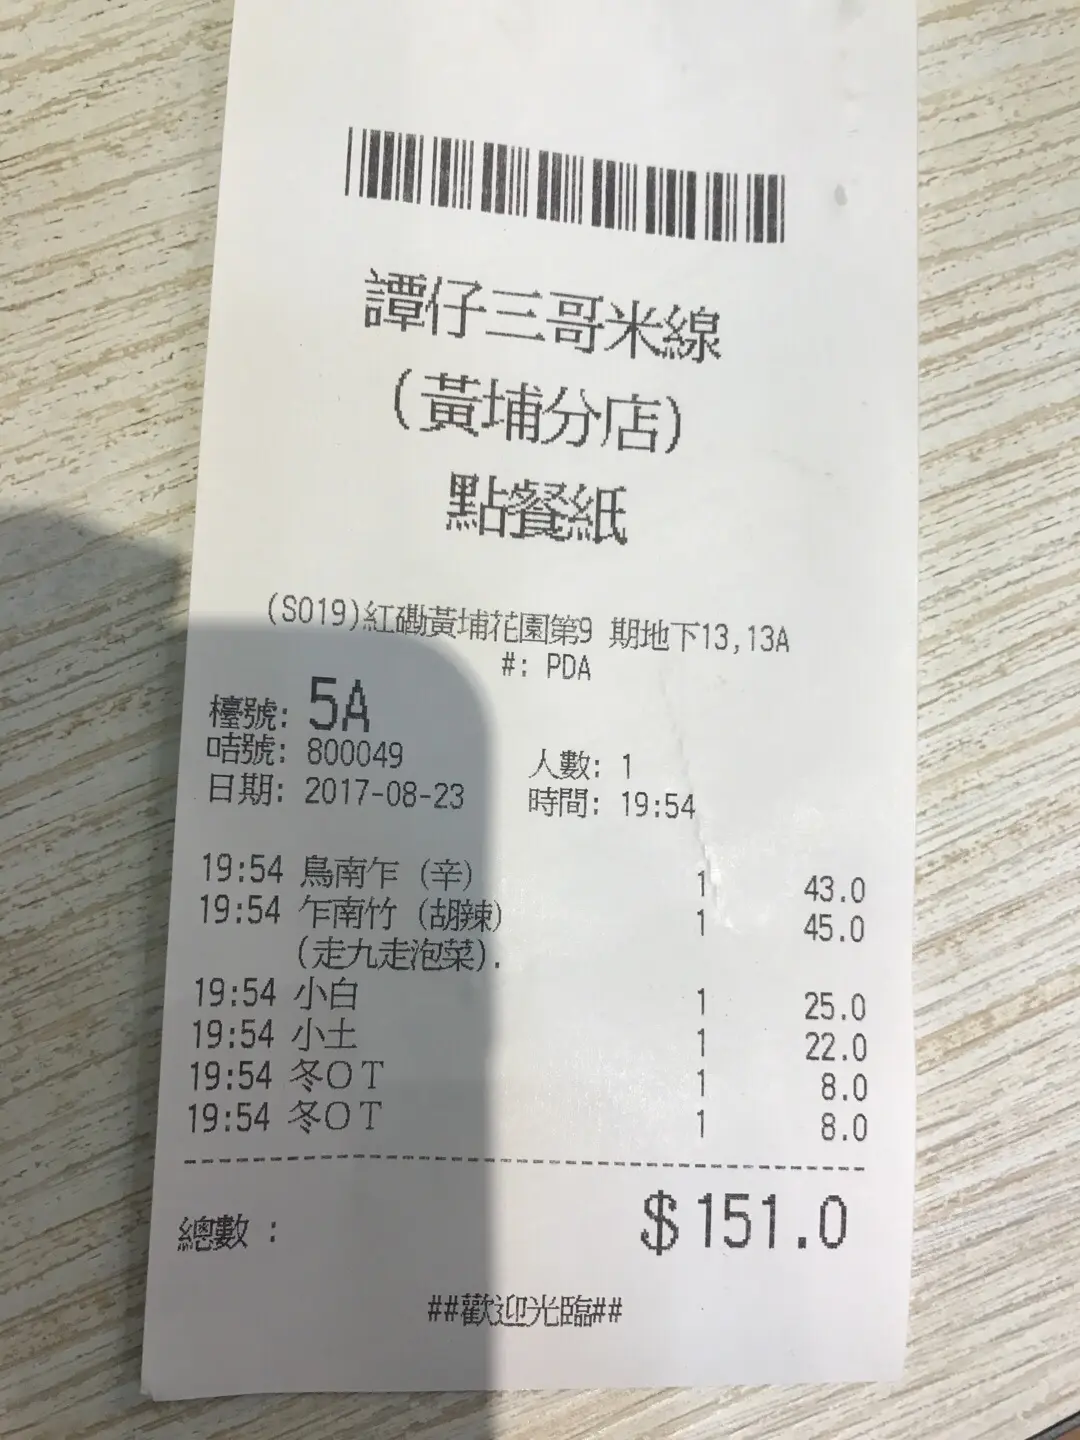 譚仔三哥米線
(黃埔分店)
點餐紙
(S019)紅磡黃埔花園第9 期地下13,13A
#: PDA
檯號: 5A
咭號: 800049 人數: 1
日期: 2017-08-23 時間: 19:54
19:54 鳥南乍 (辛) 1 43.0
19:54 乍南竹 (胡辣) 1 45.0
(走九走泡菜).
19:54 小白 1 25.0
19:54 小土 1 22.0
19:54 冬OT 1 8.0
19:54 冬OT 1 8.0
總數 : $151.0
##歡迎光臨##